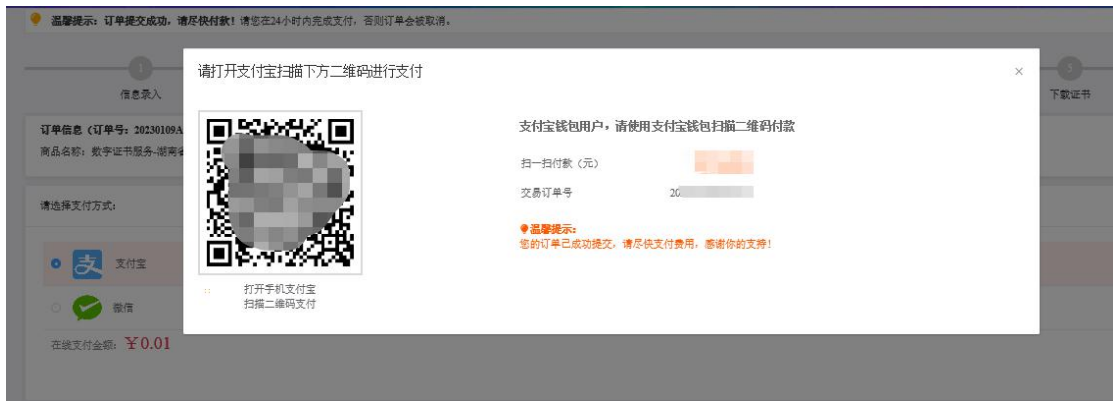 温馨提示：订单提交成功，请尽快付款！请您在24小时内完成支付，否则订单会被取消。
请打开支付宝扫描下方二维码进行支付
×
1
5
信息录入
下载证书
订单信息（订单号：20230109A
商品名称：数字证书服务-湖南省
支付宝钱包用户，请使用支付宝钱包扫描二维码付款
扫一扫付款（元）
交易订单号
20
请选择支付方式：
温馨提示：
您的订单已成功提交，请尽快支付费用，感谢你的支持！
支 支付宝
微信
打开手机支付宝
扫描二维码支付
在线支付金额：￥0.01